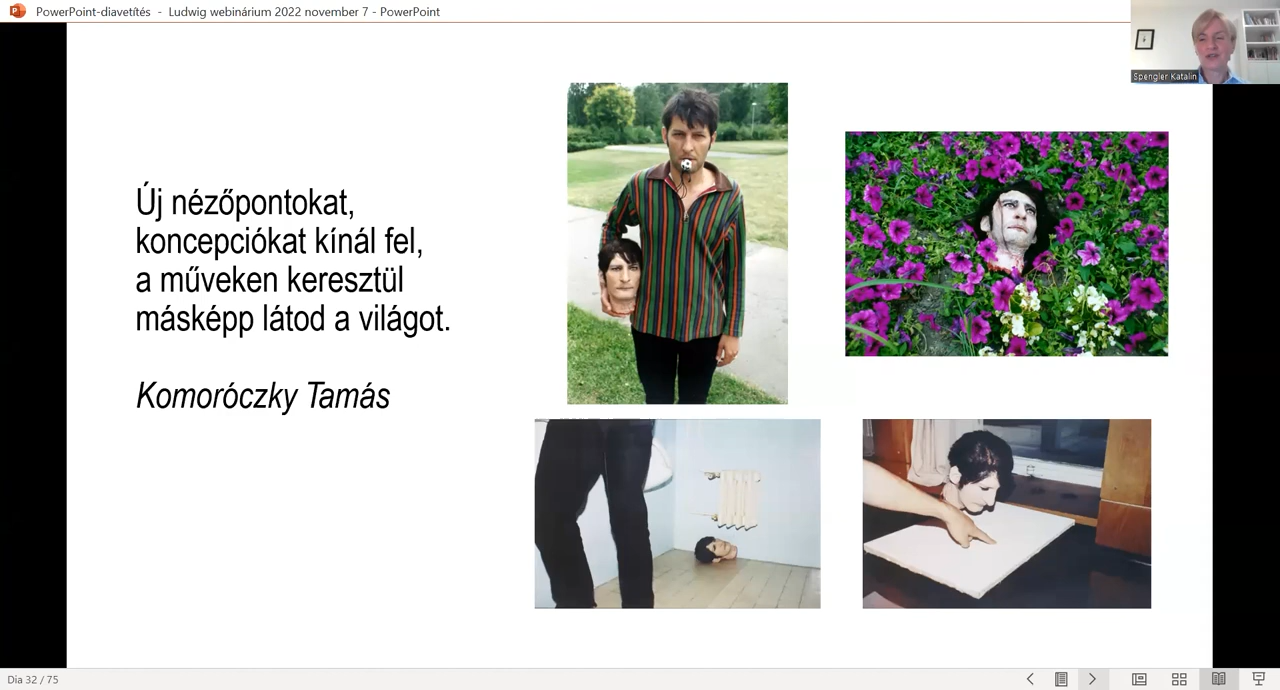 PowerPoint-diavetítés - Ludwig webinárium 2022 november 7 - PowerPoint
Spengler Katalin
Új nézőpontokat,
koncepciókat kínál fel,
a műveken keresztül
másképp látod a világot.
Komoróczky Tamás
Dia 32 / 75